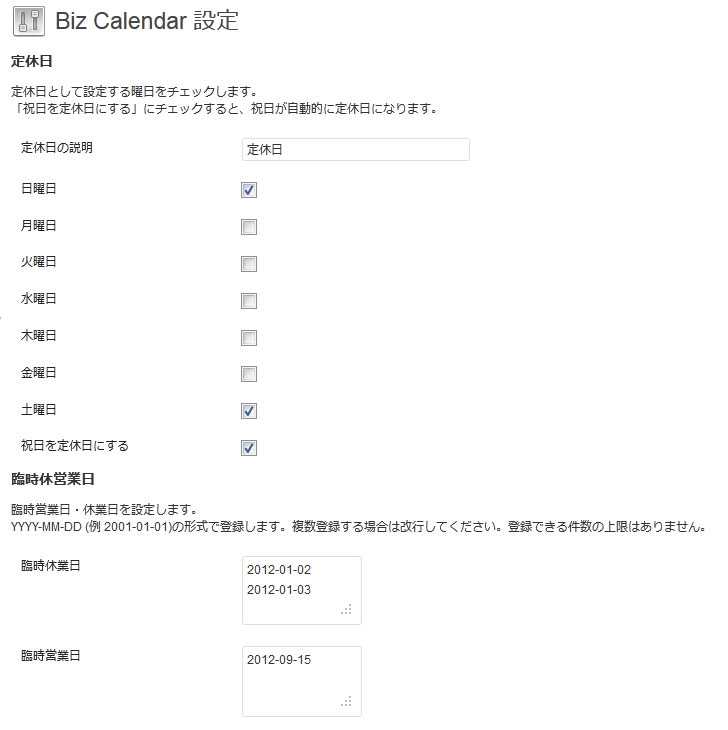 Biz Calendar 設定
定休日
定休日として設定する曜日をチェックします。
「祝日を定休日にする」にチェックすると、祝日が自動的に定休日になります。
定休日の説明 定休日
日曜日
月曜日
火曜日
水曜日
木曜日
金曜日
土曜日
祝日を定休日にする
臨時休営業日
臨時営業日・休業日を設定します。
YYYY-MM-DD (例 2001-01-01)の形式で登録します。複数登録する場合は改行してください。登録できる件数の上限はありません。
臨時休業日 2012-01-02
2012-01-03
臨時営業日 2012-09-15